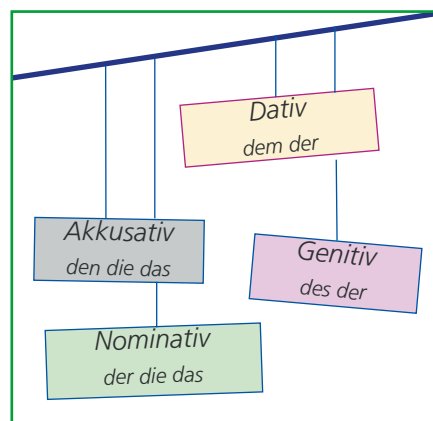 Dativ
dem der
Akkusativ
den die das
Genitiv
des der
Nominativ
der die das